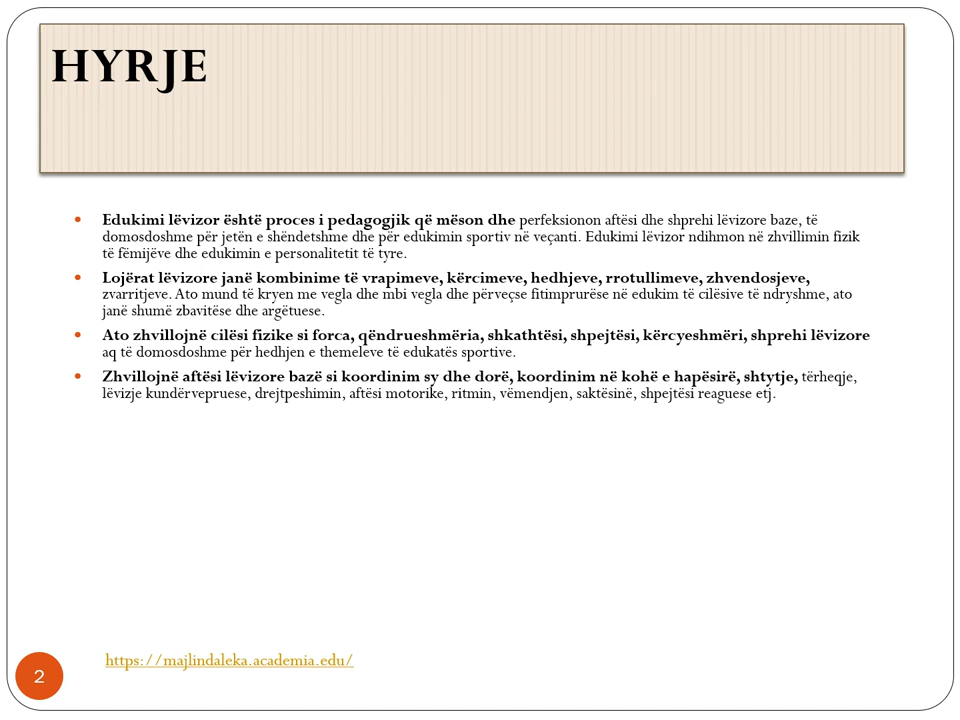 HYRJE
• Edukimi lëvizor është proces i pedagogjik që mëson dhe perfeksionon aftësi dhe shprehi lëvizore baze, të
domosdoshme për jetën e shëndetshme dhe për edukimin sportiv në veçanti. Edukimi lëvizor ndihmon në zhvillimin fizik
të fëmijëve dhe edukimin e personalitetit të tyre.
• Lojërat lëvizore janë kombinime të vrapimeve, kërcimeve, hedhjeve, rrotullimeve, zhvendosjeve,
zvarritjeve. Ato mund të kryen me vegla dhe mbi vegla dhe përveçse fitimprurëse në edukim të cilësive të ndryshme, ato
janë shumë zbavitëse dhe argëtuese.
• Ato zhvillojnë cilësi fizike si forca, qëndrueshmëria, shkathtësi, shpejtësi, kërcyeshmëri, shprehi lëvizore
aq të domosdoshme për hedhjen e themeleve të edukatës sportive.
• Zhvillojnë aftësi lëvizore bazë si koordinim sy dhe dorë, koordinim në kohë e hapësirë, shtytje, tërheqje,
lëvizje kundërvepruese, drejtpeshimin, aftësi motorike, ritmin, vëmendjen, saktësinë, shpejtësi reaguese etj.
https://majlindaleka.academia.edu/
2